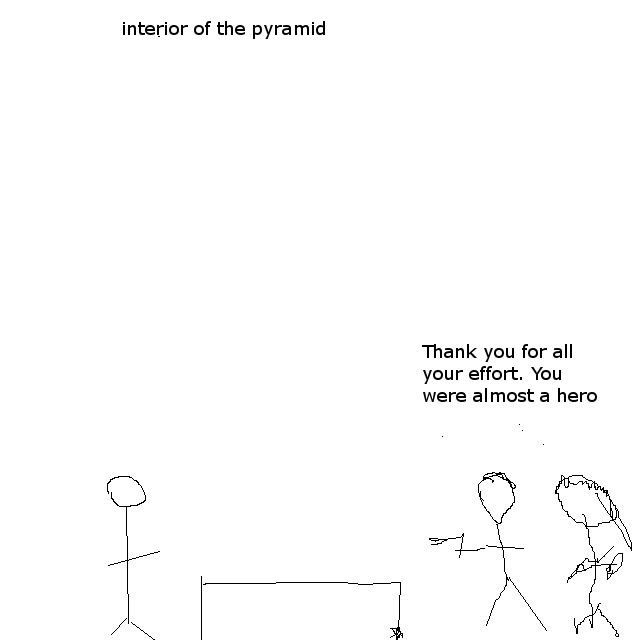 interior of the pyramid
Thank you for all
your effort. You
were almost a hero